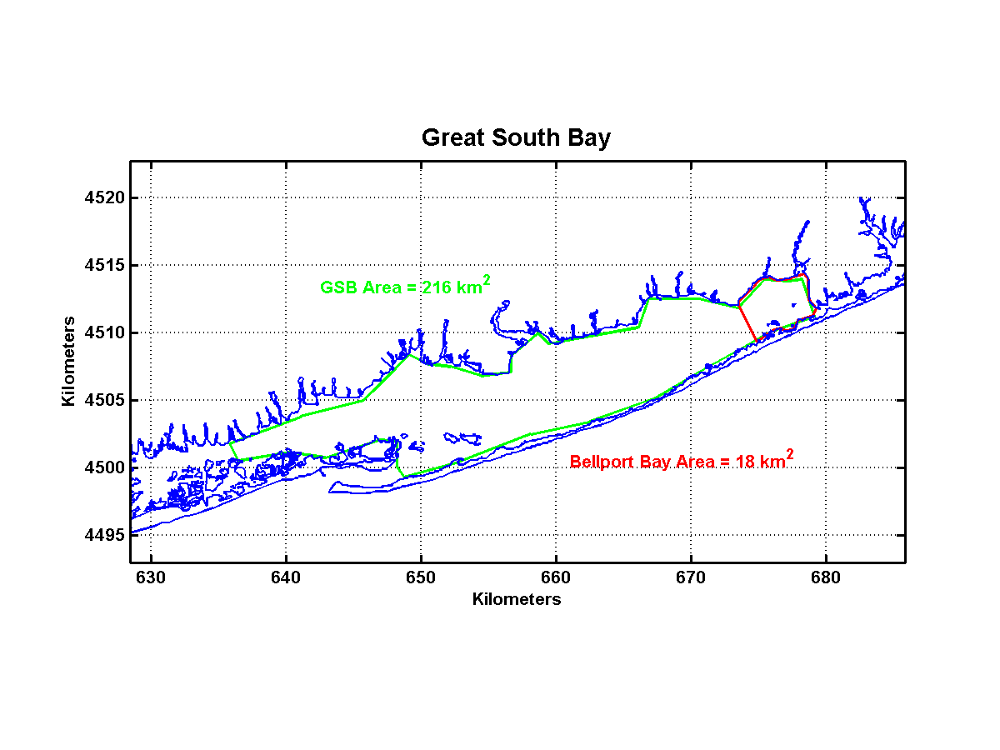 Great South Bay
4520
4515
GSB Area = 216 km²
4510
Kilometers
4505
4500
Bellport Bay Area = 18 km²
4495
630 640 650 660 670 680
Kilometers